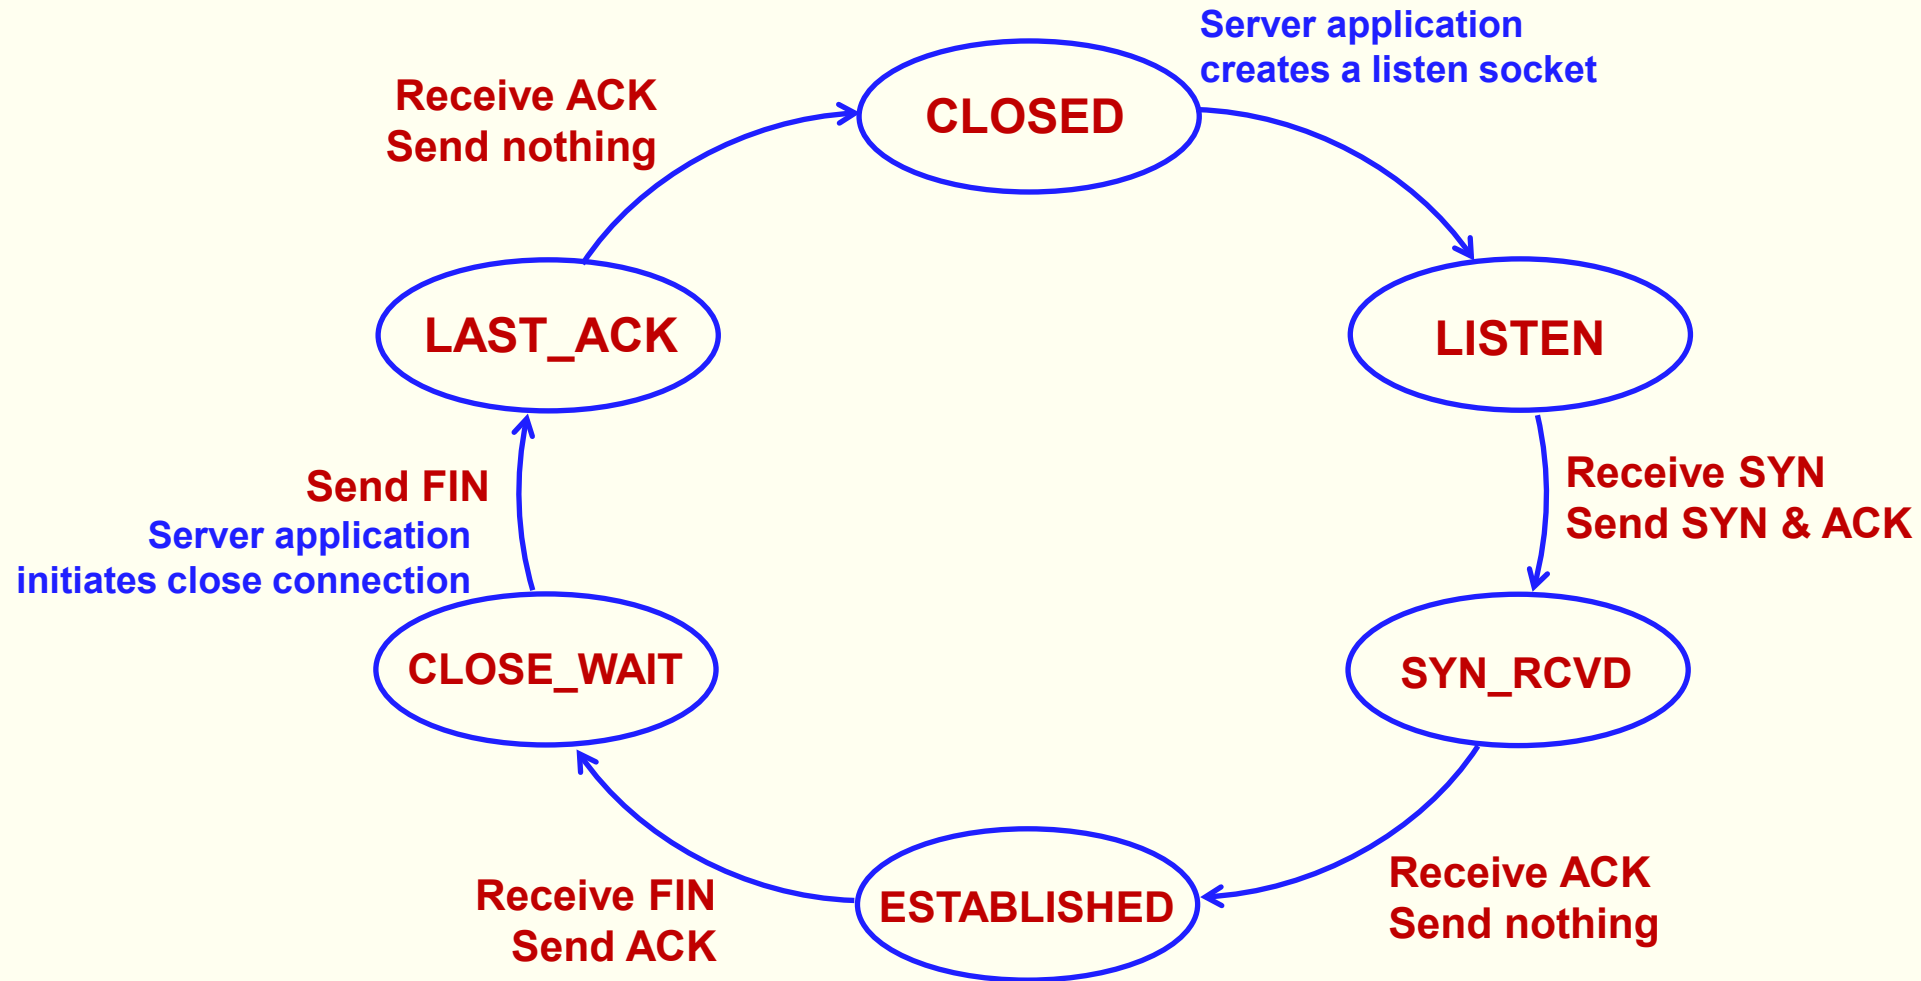 Server application
creates a listen socket
CLOSED
Receive ACK
Send nothing
LAST_ACK
LISTEN
Send FIN
Server application
initiates close connection
Receive SYN
Send SYN & ACK
CLOSE_WAIT
SYN_RCVD
Receive FIN
Send ACK
ESTABLISHED
Receive ACK
Send nothing